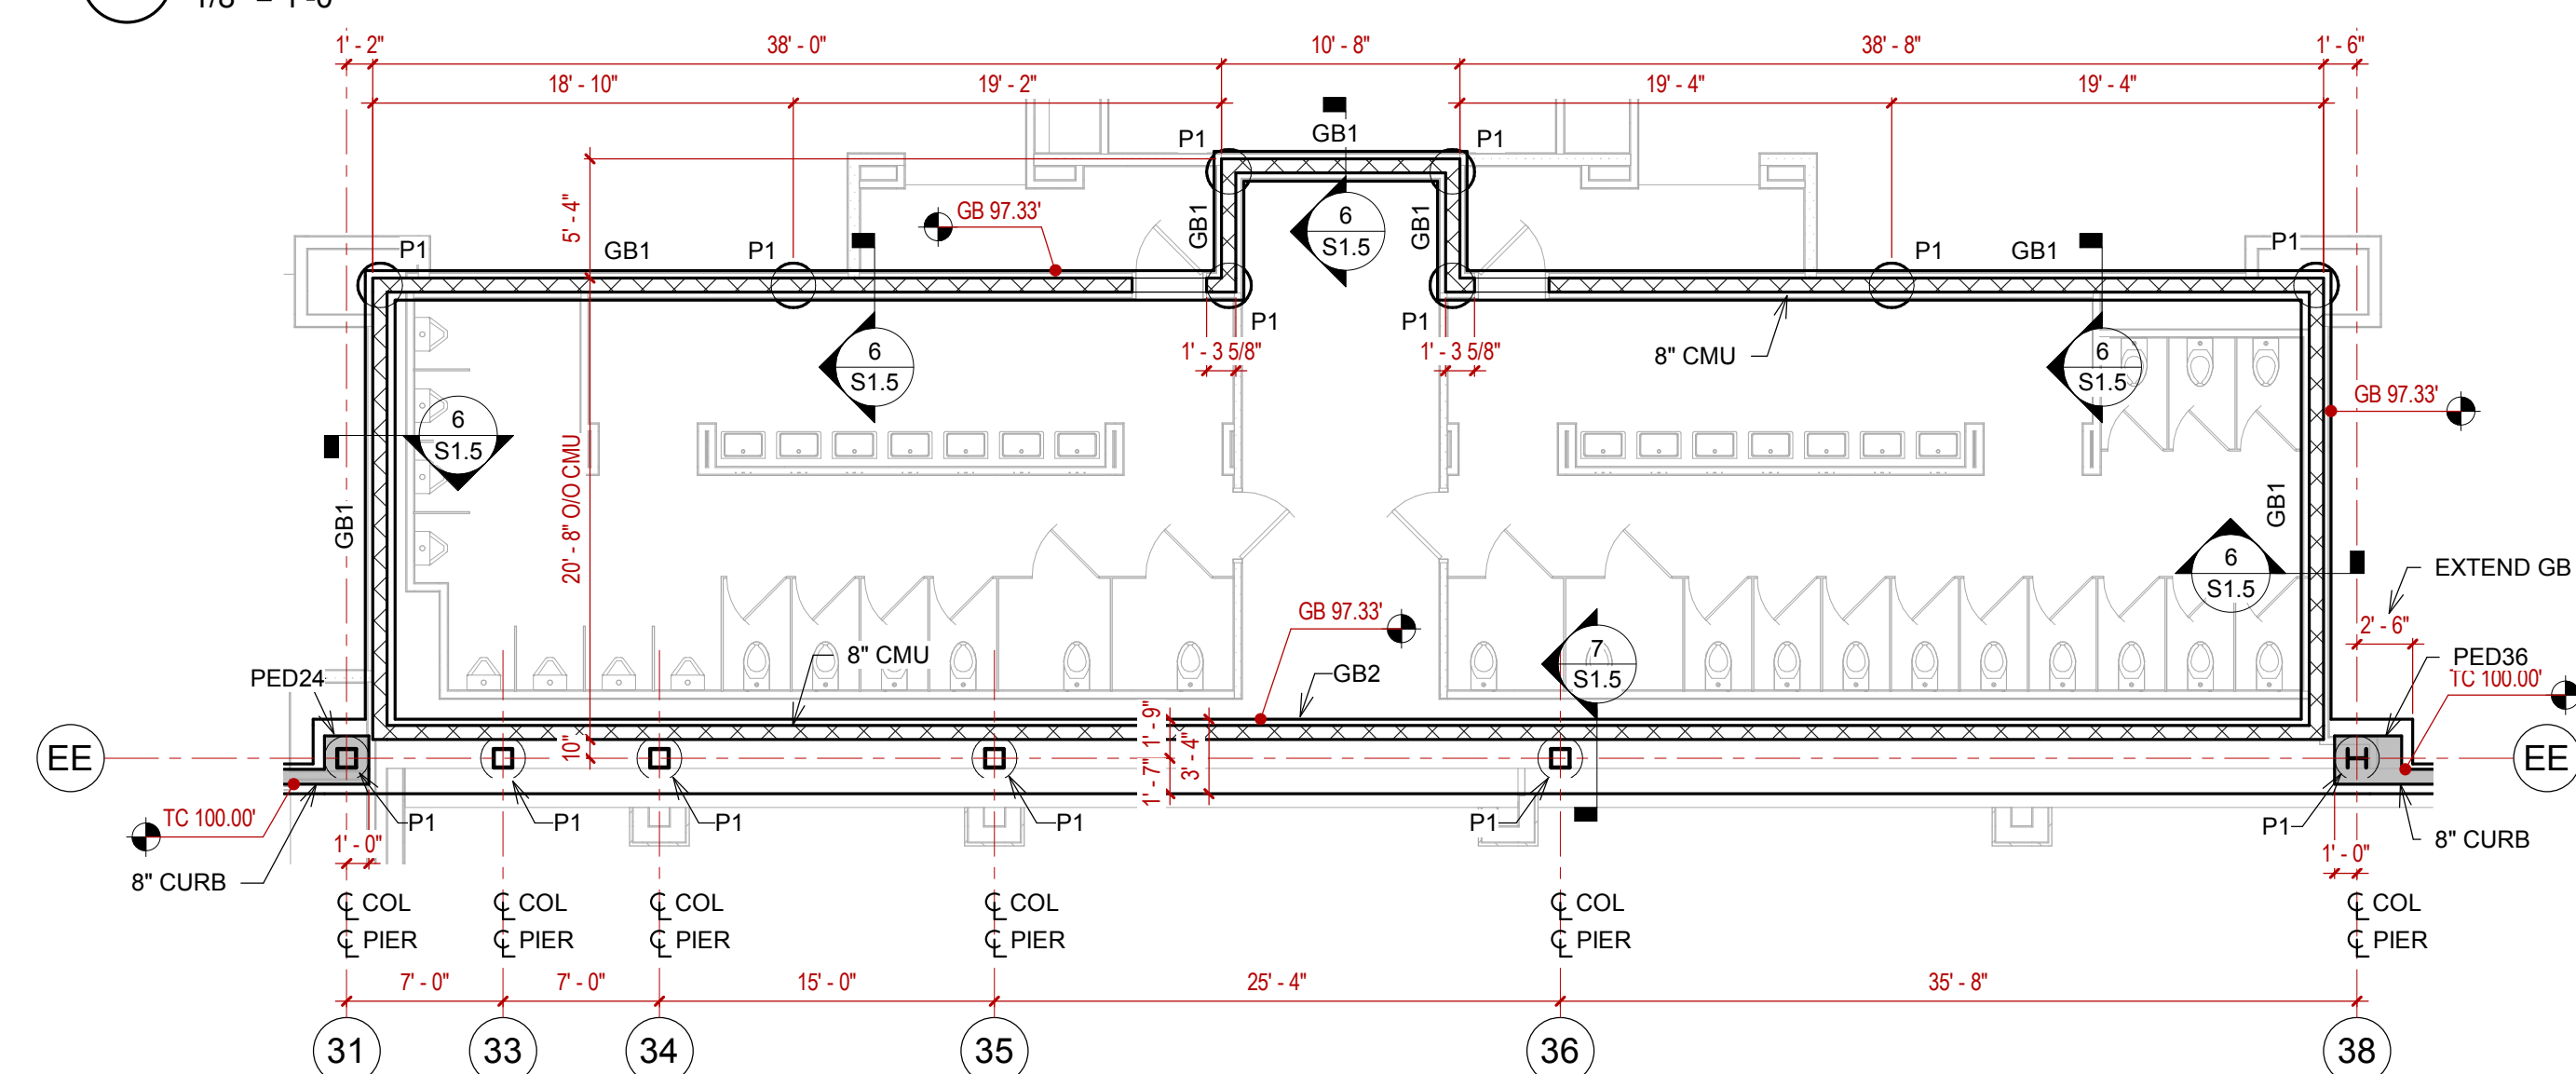 1/8" = 1'-0"
1' - 2"
38' - 0"
10' - 8"
38' - 8"
1' - 6"
18' - 10"
19' - 2"
19' - 4"
19' - 4"
P1
GB1
P1
5' - 4"
GB 97.33'
GB1
6
S1.5
GB1
P1
GB1
P1
P1
GB1
P1
P1
P1
1' - 3 5/8"
1' - 3 5/8"
6
S1.5
8" CMU
6
S1.5
GB 97.33'
6
S1.5
20' - 8" O/O CMU
GB1
GB1
6
S1.5
EXTEND GB
GB 97.33'
2' - 6"
8" CMU
7
S1.5
PED24
GB2
PED36
TC 100.00'
EE
10"
1' - 9"
1' - 7"
3' - 4"
EE
TC 100.00'
P1
P1
P1
P1
P1
P1
1' - 0"
8" CURB
8" CURB
1' - 0"
℄ COL
℄ PIER
℄ COL
℄ PIER
℄ COL
℄ PIER
℄ COL
℄ PIER
℄ COL
℄ PIER
℄ COL
℄ PIER
7' - 0"
7' - 0"
15' - 0"
25' - 4"
35' - 8"
31
33
34
35
36
38